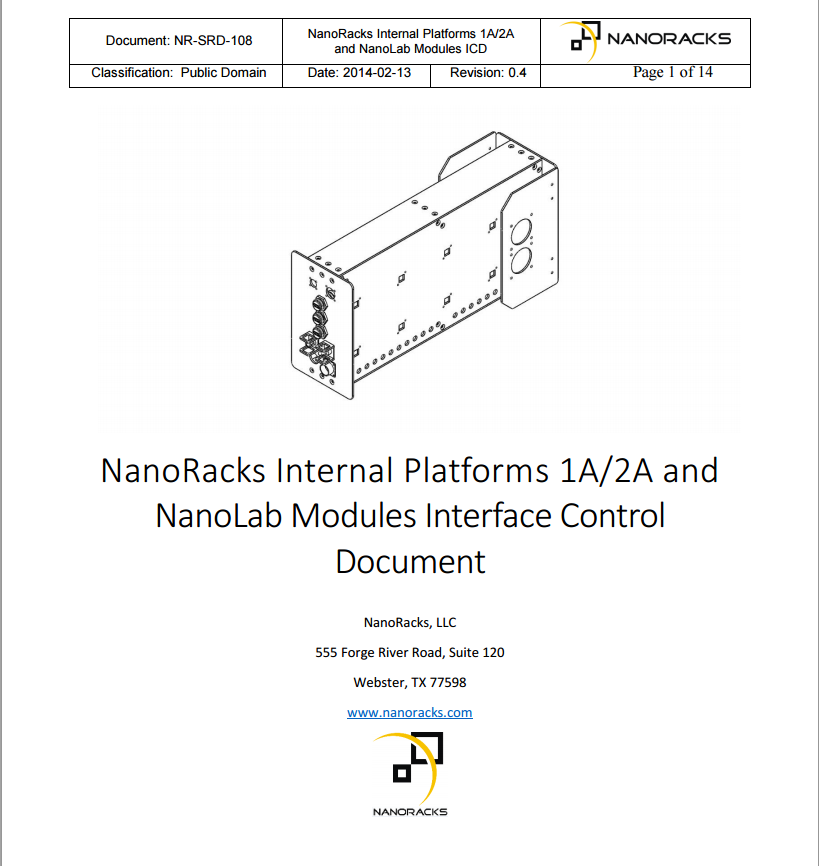 Document: NR-SRD-108
NanoRacks Internal Platforms 1A/2A
and NanoLab Modules ICD
NANORACKS
Classification:  Public Domain
Date: 2014-02-13
Revision: 0.4
Page 1 of 14
NanoRacks Internal Platforms 1A/2A and
NanoLab Modules Interface Control
Document
NanoRacks, LLC
555 Forge River Road, Suite 120
Webster, TX 77598
www.nanoracks.com
NANORACKS